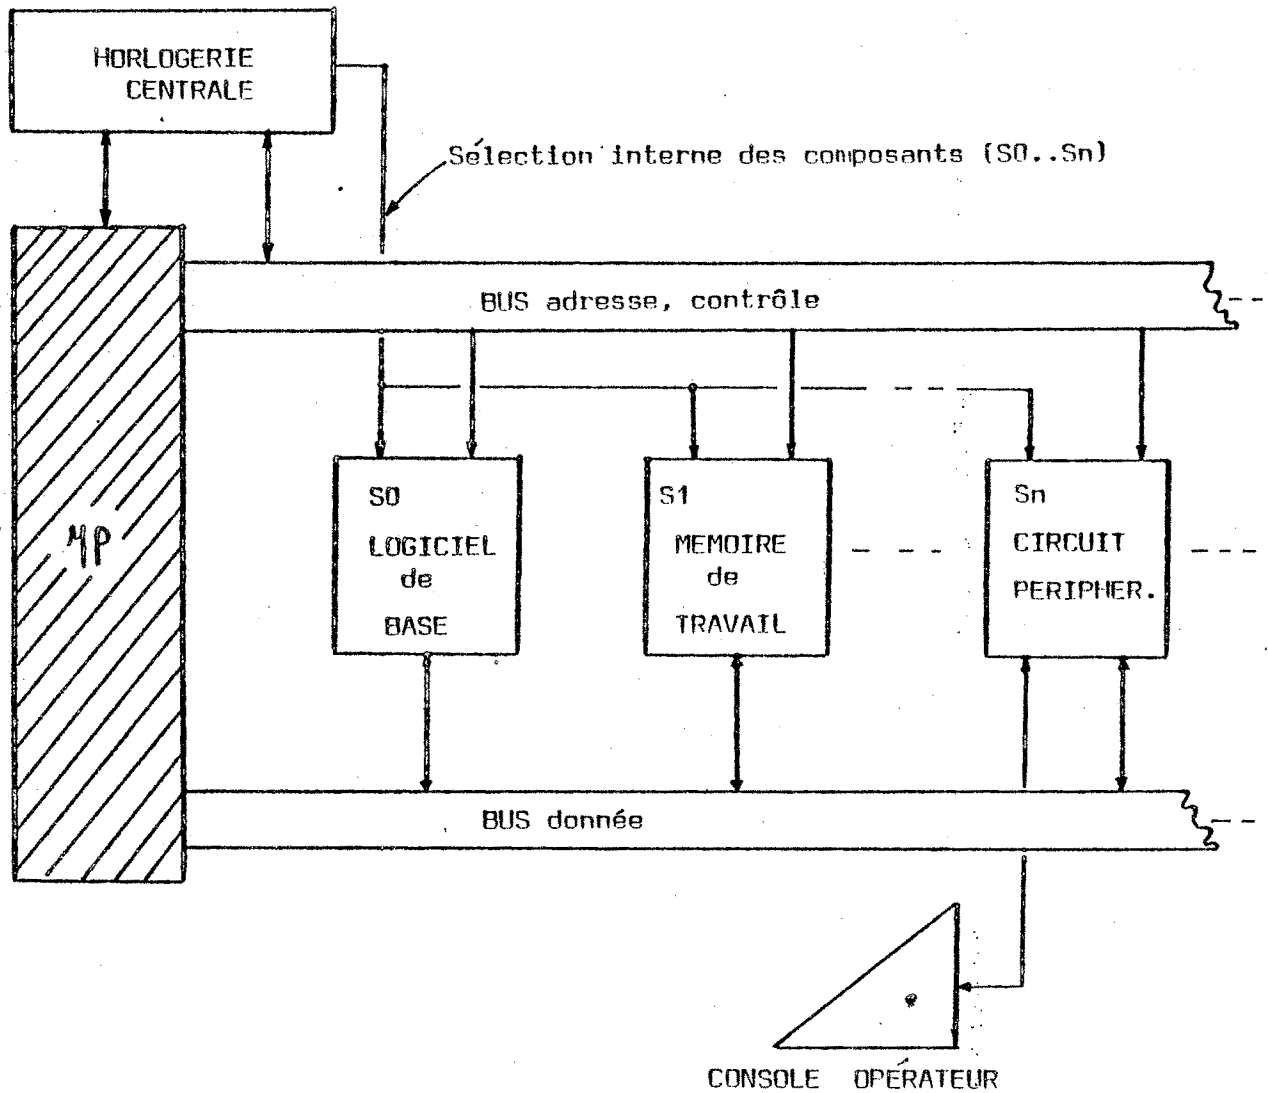 HORLOGERIE
CENTRALE
Sélection interne des composants (S0..Sn)
BUS adresse, contrôle
S0
LOGICIEL
de
BASE
S1
MEMOIRE
de
TRAVAIL
Sn
CIRCUIT
PERIPHER.
μP
BUS donnée
CONSOLE OPÉRATEUR